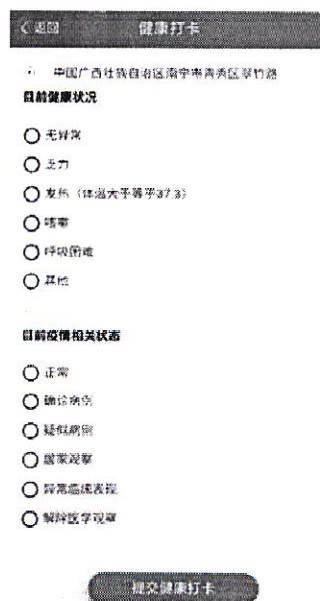 返回 健康打卡
中国广西壮族自治区南宁市青秀区翠竹路
目前健康状况
无异常
乏力
发热（体温大于等于37.3）
咳嗽
呼吸困难
其他
目前疫情相关状态
正常
确诊病例
疑似病例
居家观察
异常临床表现
解除医学观察
提交健康打卡